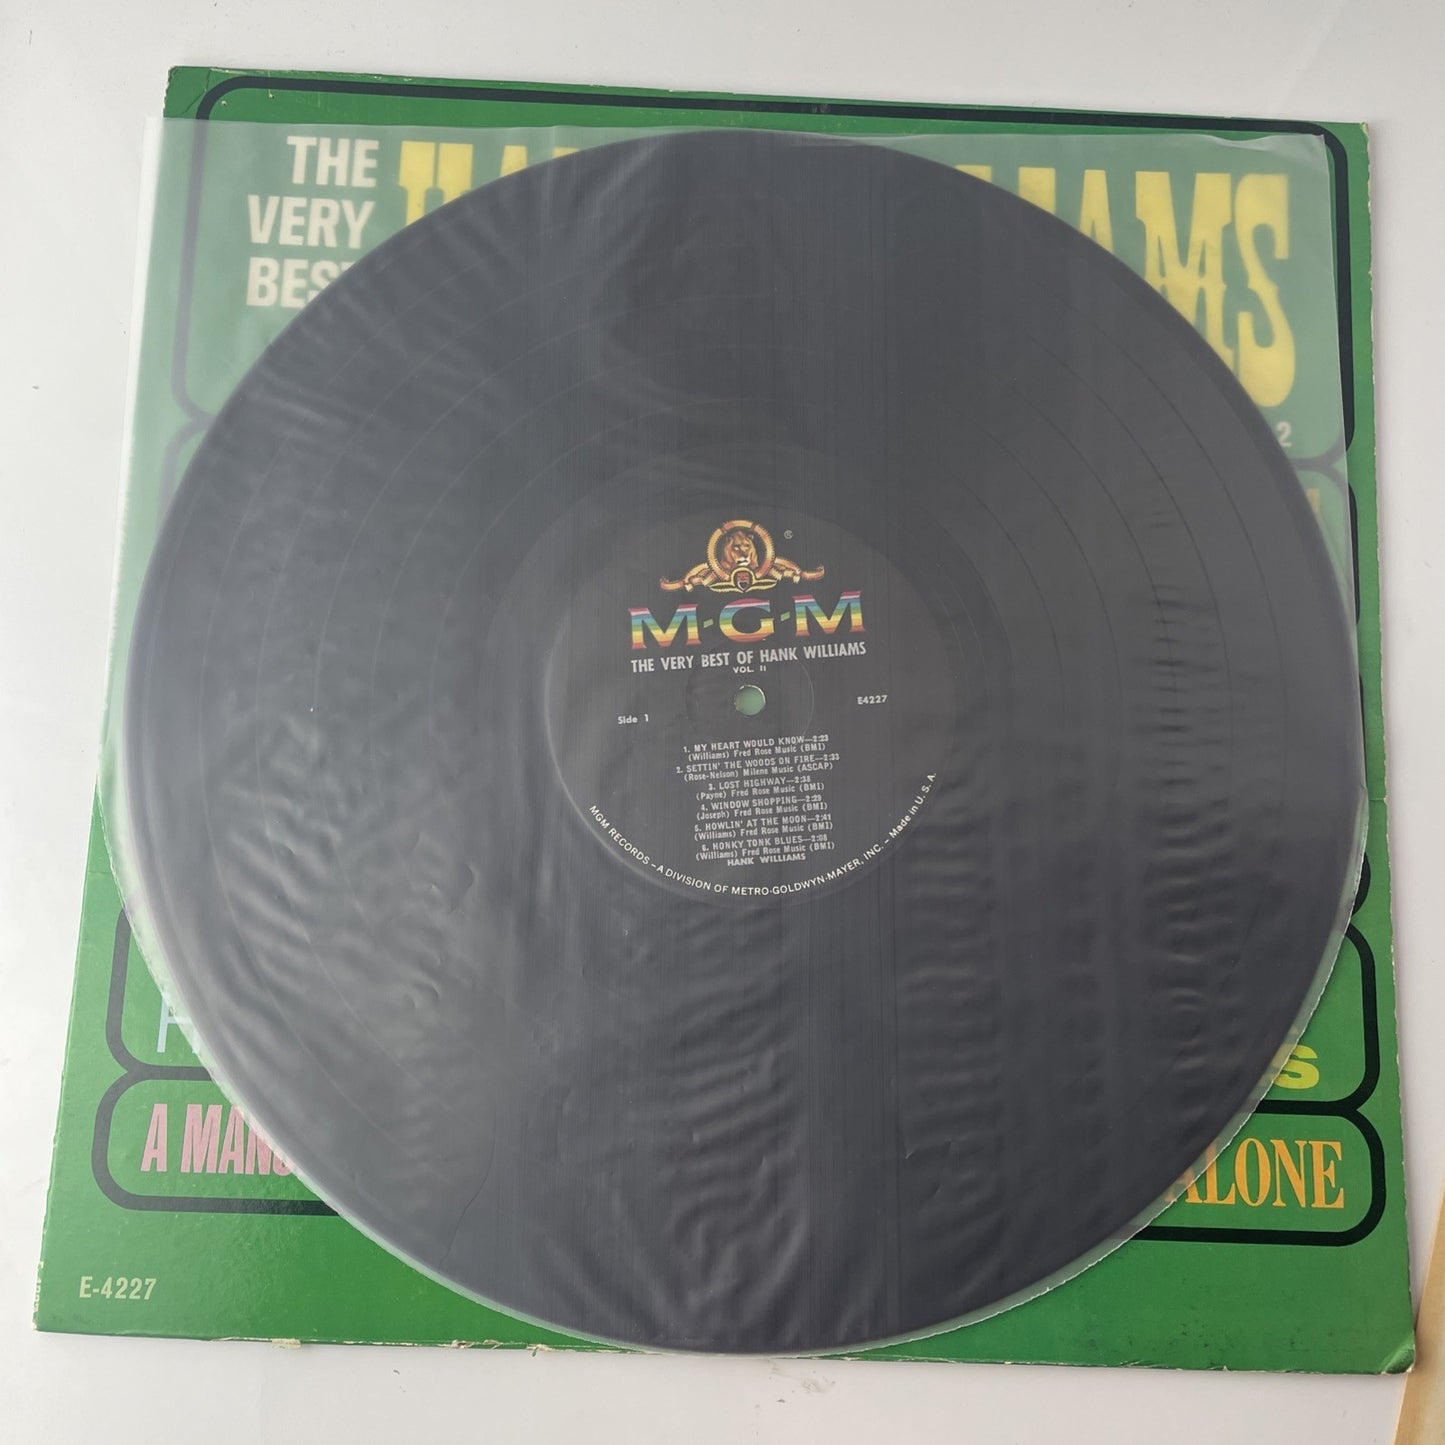 THE
VERY
BEST
IAMS
2
®
M-G-M
THE VERY BEST OF HANK WILLIAMS
VOL. II
Side 1
E4227
1. MY HEART WOULD KNOW—2:23
(Williams) Fred Rose Music (BMI)
2. SETTIN' THE WOODS ON FIRE—2:33
(Rose-Nelson) Milene Music (ASCAP)
3. LOST HIGHWAY—2:38
(Payne) Fred Rose Music (BMI)
4. WINDOW SHOPPING—2:29
(Joseph) Fred Rose Music (BMI)
5. HOWLIN' AT THE MOON—2:41
(Williams) Fred Rose Music (BMI)
6. HONKY TONK BLUES—2:08
(Williams) Fred Rose Music (BMI)
HANK WILLIAMS
MGM RECORDS – A DIVISION OF METRO-GOLDWYN-MAYER, INC. – Made in U.S.A.
S
A MAN
ALONE
E-4227